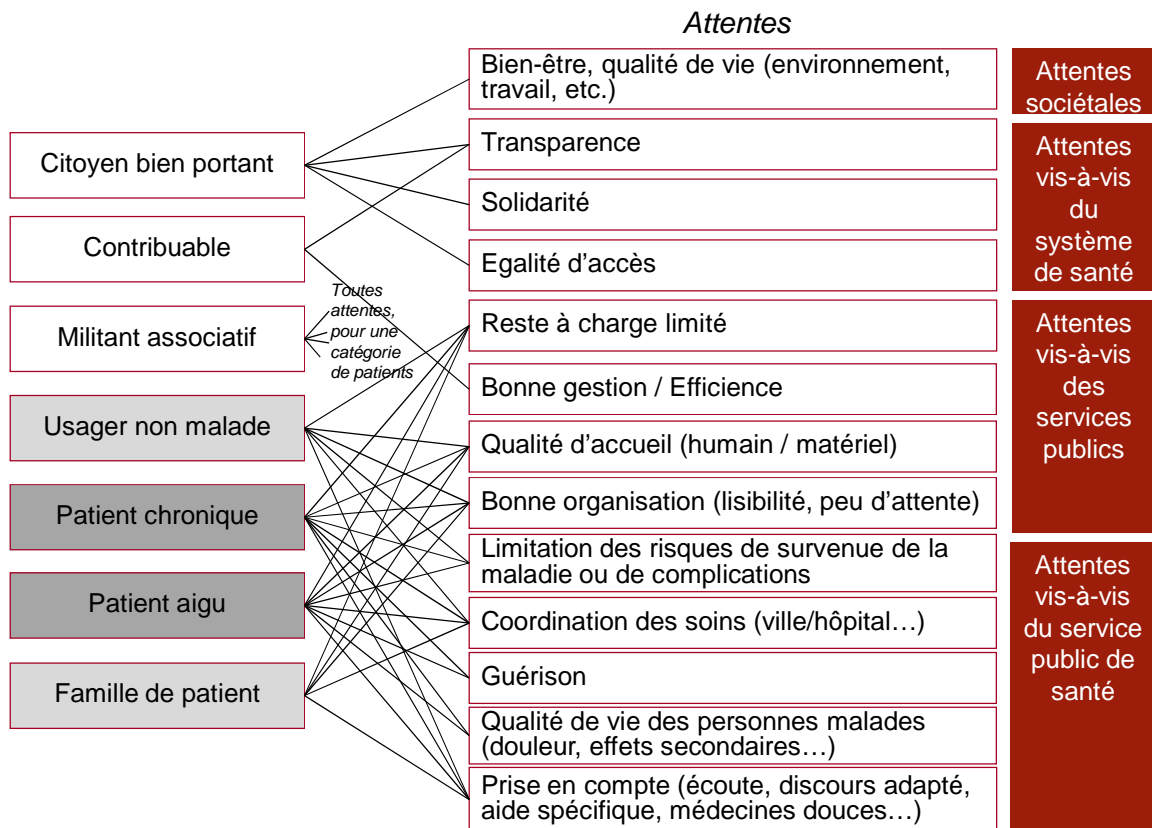 Attentes
Citoyen bien portant
Contribuable
Militant associatif
Toutes
attentes,
pour une
catégorie
de patients
Usager non malade
Patient chronique
Patient aigu
Famille de patient
Bien-être, qualité de vie (environnement,
travail, etc.)
Transparence
Solidarité
Egalité d’accès
Reste à charge limité
Bonne gestion / Efficience
Qualité d’accueil (humain / matériel)
Bonne organisation (lisibilité, peu d’attente)
Limitation des risques de survenue de la
maladie ou de complications
Coordination des soins (ville/hôpital…)
Guérison
Qualité de vie des personnes malades
(douleur, effets secondaires…)
Prise en compte (écoute, discours adapté,
aide spécifique, médecines douces…)
Attentes
sociétales
Attentes
vis-à-vis
du
système
de santé
Attentes
vis-à-vis
des
services
publics
Attentes
vis-à-vis
du service
public de
santé